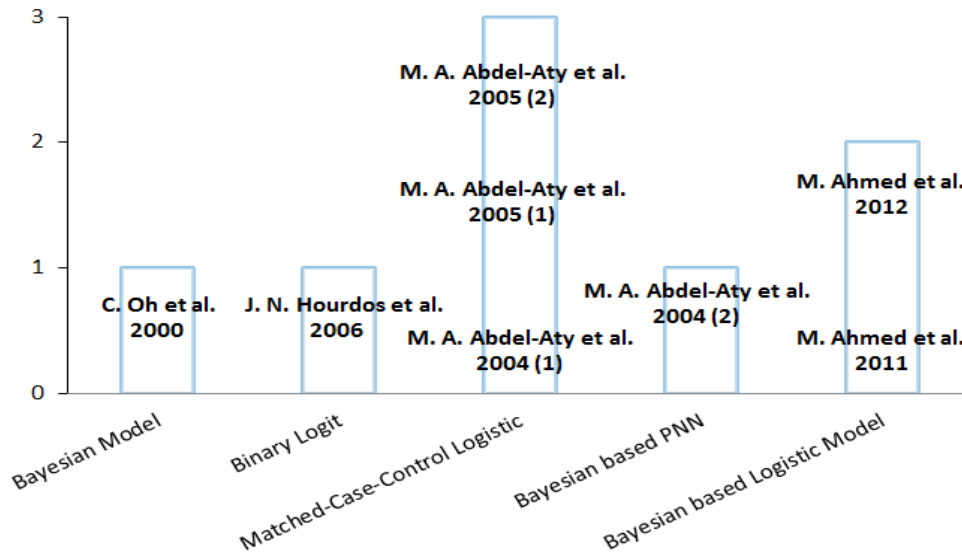 3
M. A. Abdel-Aty et al.
2005 (2)
2
M. A. Abdel-Aty et al.
2005 (1)
M. Ahmed et al.
2012
1
C. Oh et al.
2000
J. N. Hourdos et al.
2006
M. A. Abdel-Aty et al.
2004 (1)
M. A. Abdel-Aty et al.
2004 (2)
M. Ahmed et al.
2011
0
Bayesian Model
Binary Logit
Matched-Case-Control Logistic
Bayesian based PNN
Bayesian based Logistic Model